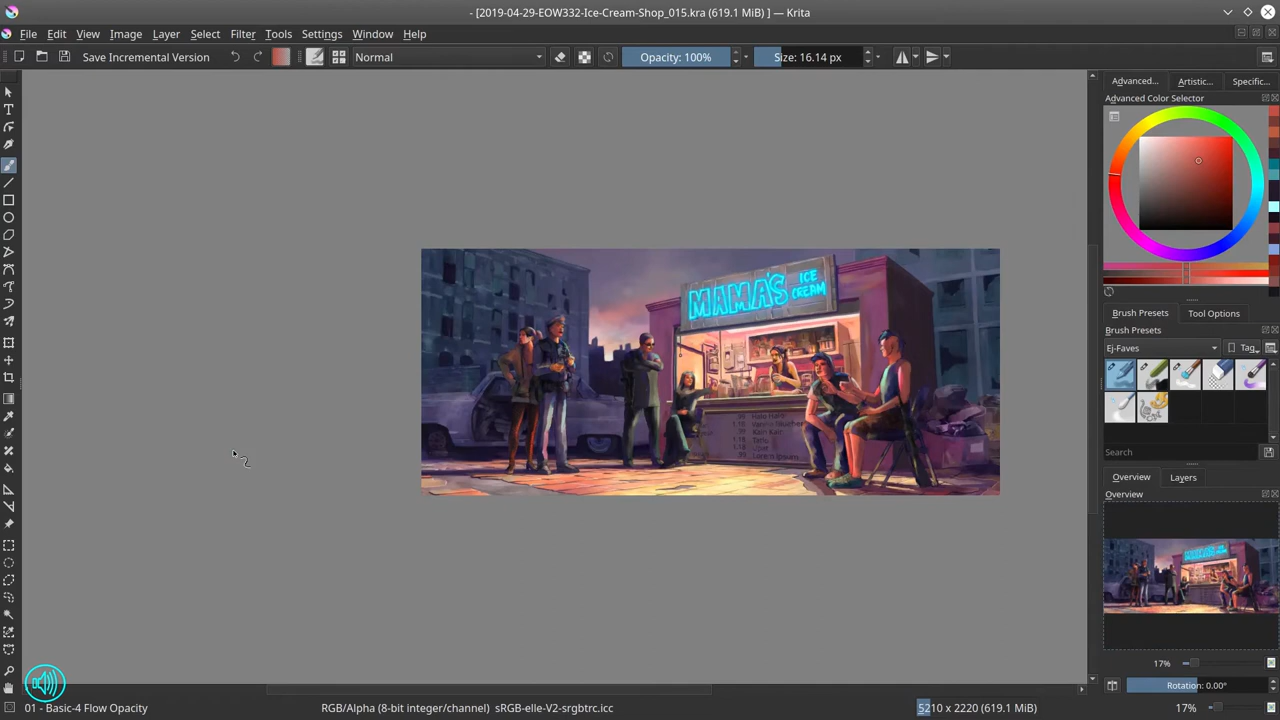 - [2019-04-29-EOW332-Ice-Cream-Shop_015.kra (619.1 MiB) ] — Krita
File Edit View Image Layer Select Filter Tools Settings Window Help
Save Incremental Version Normal Opacity: 100% Size: 16.14 px
Advanced... Artistic... Specific...
Advanced Color Selector
MAMA'S ICE CREAM
Brush Presets Tool Options
Brush Presets
Ej-Faves Tag
Search
Overview Layers
Overview
17%
Rotation: 0.00°
01 - Basic-4 Flow Opacity RGB/Alpha (8-bit integer/channel) sRGB-elle-V2-srgbtrc.icc 5210 x 2220 (619.1 MiB) 17%